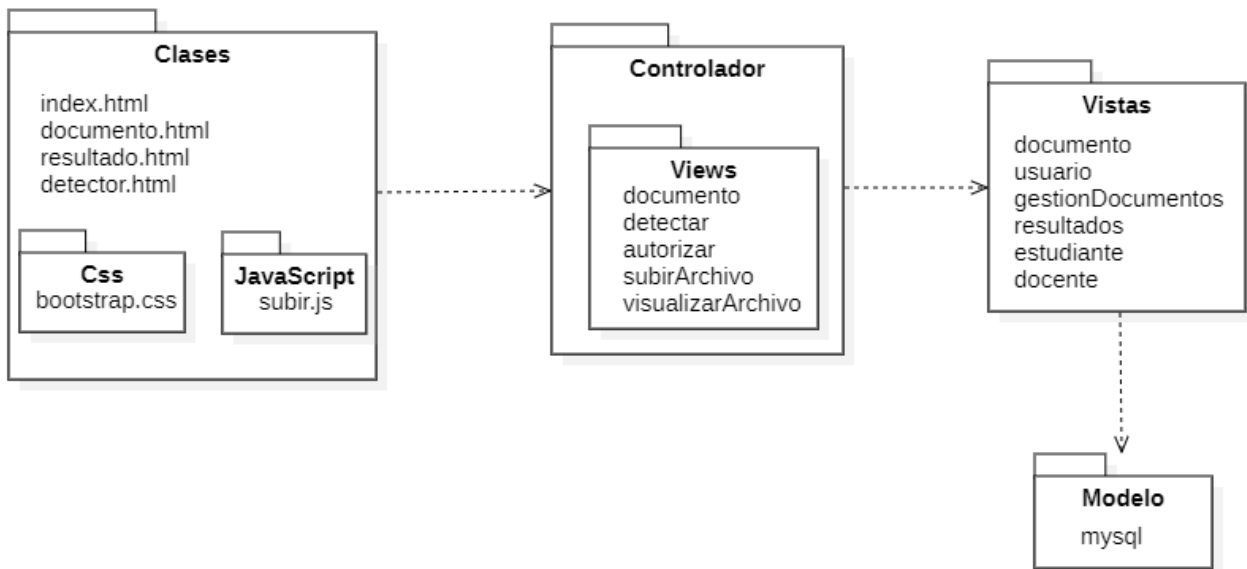 Clases
index.html
documento.html
resultado.html
detector.html
Css
bootstrap.css
JavaScript
subir.js
Controlador
Views
documento
detectar
autorizar
subirArchivo
visualizarArchivo
Vistas
documento
usuario
gestionDocumentos
resultados
estudiante
docente
Modelo
mysql